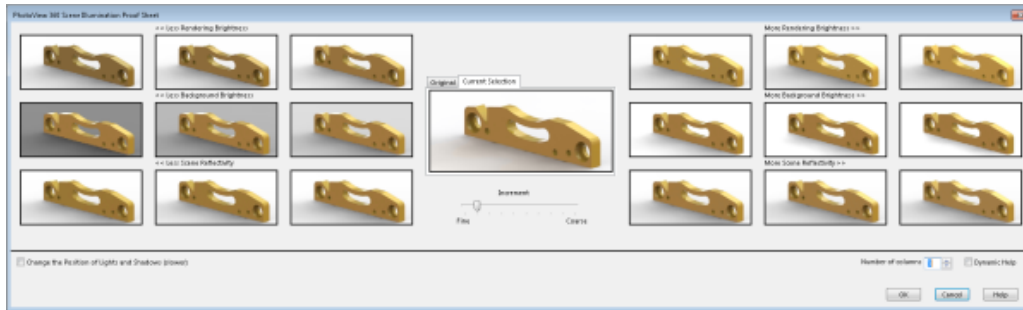 PhotoView 360 Scene Illumination Proof Sheet
<< Less Rendering Brightness
More Rendering Brightness >>
Original
Current Selection
<< Less Background Brightness
More Background Brightness >>
<< Less Scene Reflectivity
More Scene Reflectivity >>
Increment
Fine
Coarse
Change the Position of Lights and Shadows (slower)
Number of columns
Dynamic Help
OK
Cancel
Help